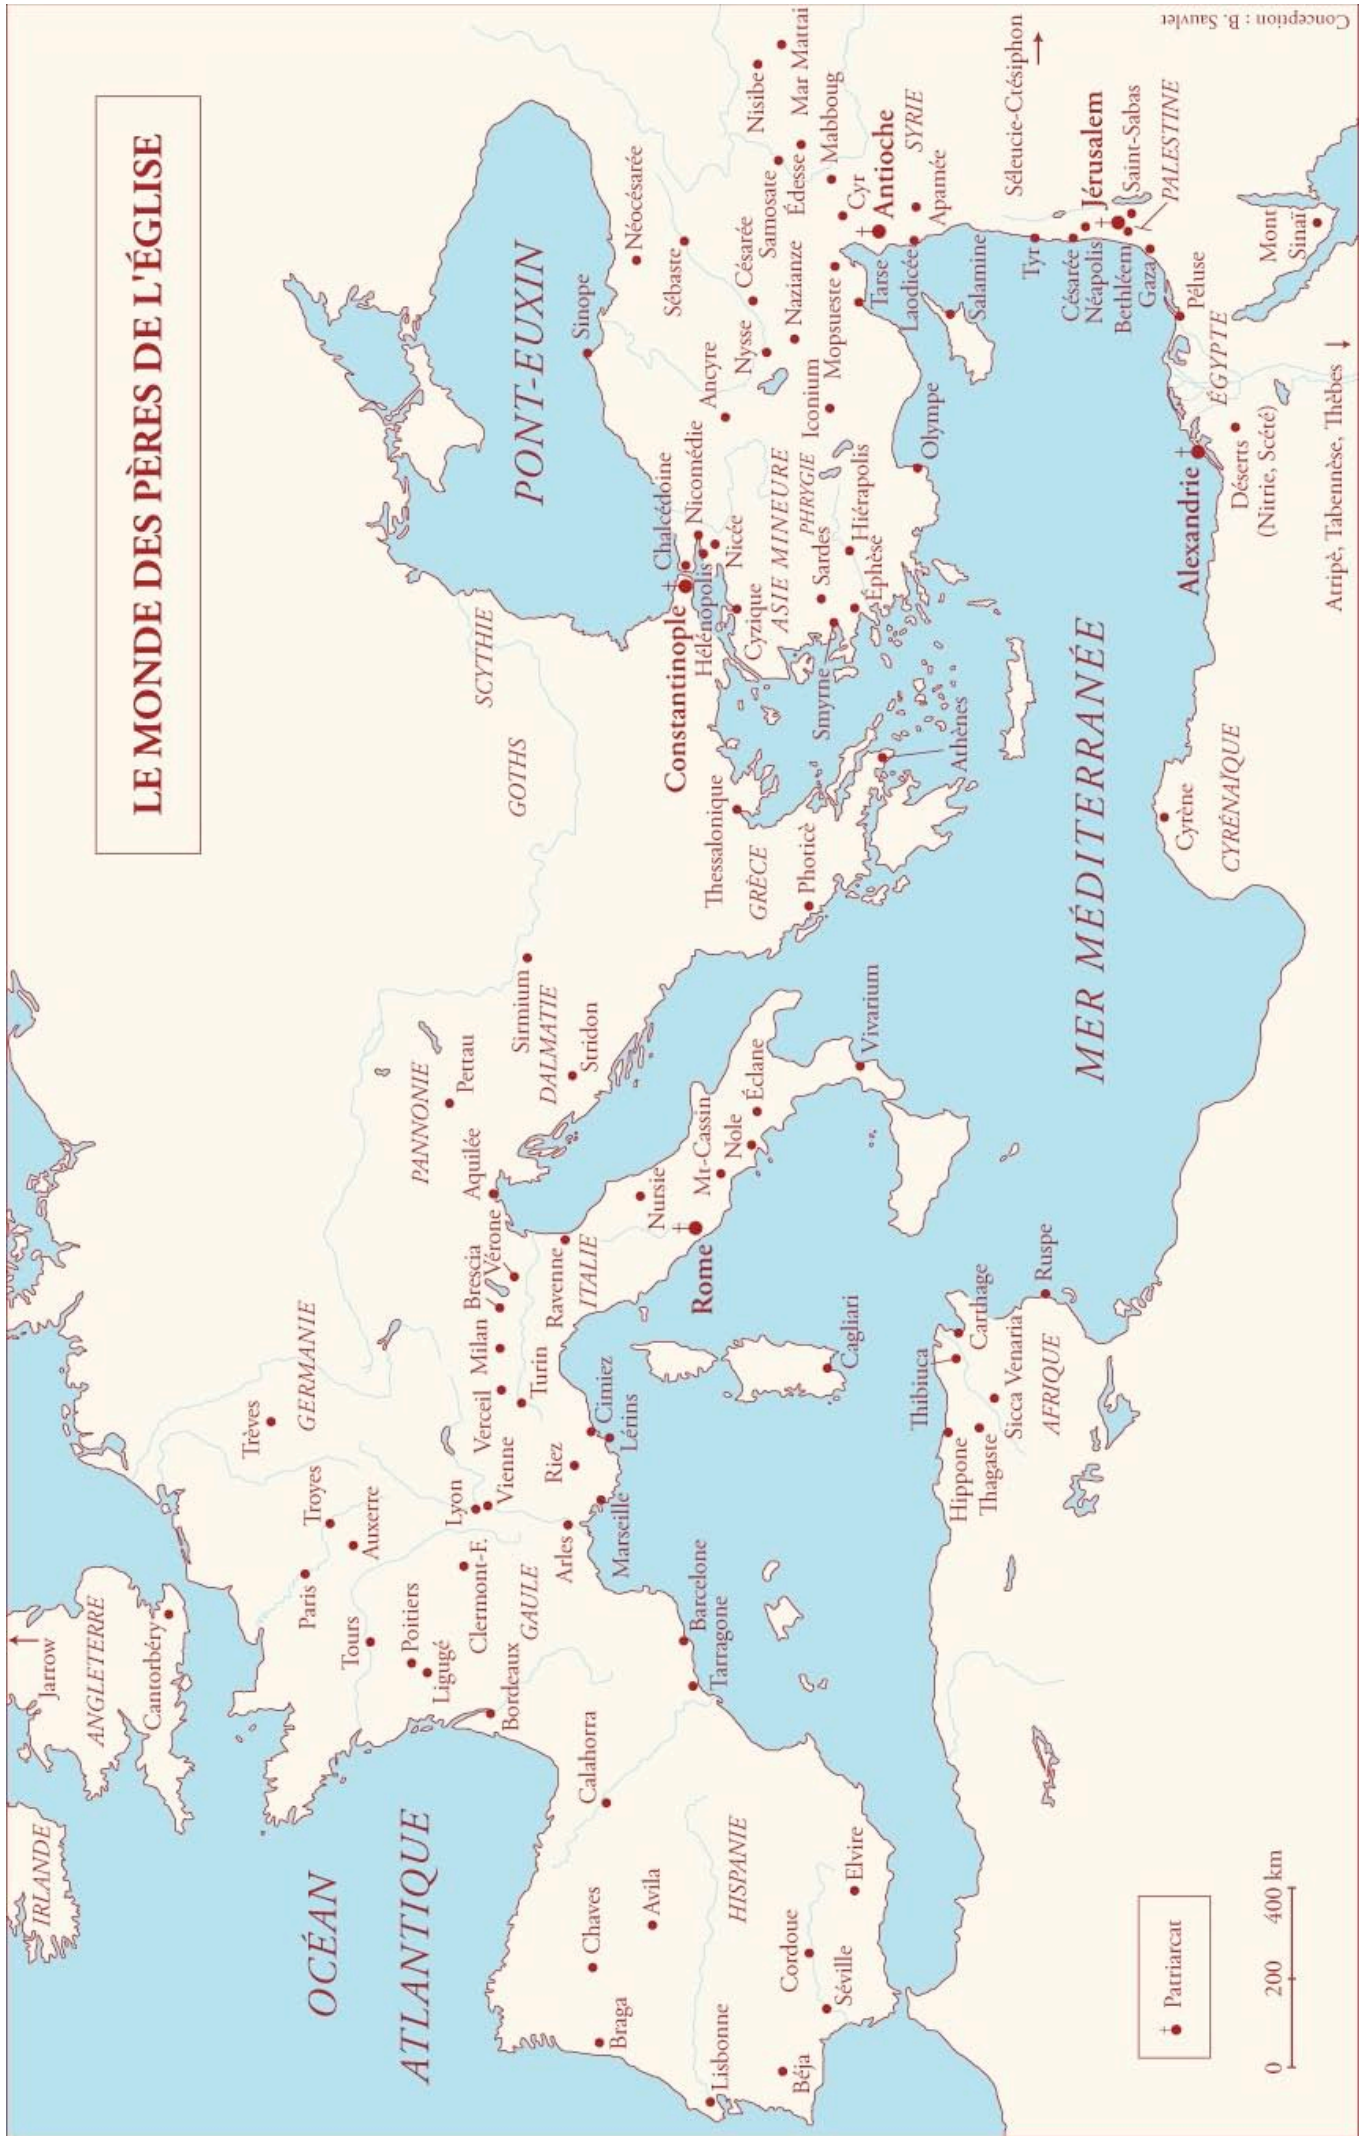 LE MONDE DES PÈRES DE L'ÉGLISE
IRLANDE
Jarrow
ANGLETERRE
Cantorbéry
OCÉAN
ATLANTIQUE
Paris
Troyes
Auxerre
Tours
Poitiers
Ligugé
Clermont-F.
Lyon
Vienne
GAULE
Bordeaux
Arles
Riez
Marseille
Cimiez
Lérins
Trèves
GERMANIE
Verceil
Milan
Brescia
Vérone
Turin
Aquilée
Ravenne
ITALIE
PANNONIE
Pettau
Sirmium
DALMATIE
Stridon
Nursie
Rome
Mt-Cassin
Nole
Éclane
Vivarium
Cagliari
Calahorra
Barcelone
Tarragone
Chaves
Braga
Avila
HISPANIE
Lisbonne
Cordoue
Séville
Béja
Elvire
GOTHS
SCYTHIE
PONT-EUXIN
Sinope
Néocésarée
Sébaste
Constantinople
Chalcédoine
Hélénopolis
Nicomédie
Nicée
Cyzique
Ancyre
ASIE MINEURE
PHRYGIE
Nysse
Césarée
Nazianze
Iconium
Mopsueste
Samosate
Édesse
Nisibe
Mar Mattai
Mabboug
Cyr
Antioche
SYRIE
Tarse
Laodicée
Apamée
Sardes
Hiérapolis
Smyrne
Éphèse
Olympe
Salamine
Thessalonique
GRÈCE
Photicè
Athènes
MER MÉDITERRANÉE
Séleucie-Ctésiphon
Tyr
Césarée
Néapolis
Jérusalem
Bethléem
Saint-Sabas
PALESTINE
Gaza
Péluse
Mont
Sinaï
ÉGYPTE
Alexandrie
Déserts
(Nitrie, Scété)
Atripè, Tabennèse, Thèbes
Cyrène
CYRÉNAÏQUE
Thibiuca
Carthage
Hippone
Thagaste
Sicca Venaria
AFRIQUE
Ruspe
Patriarcat
0 200 400 km
Conception : B. Sauvlet